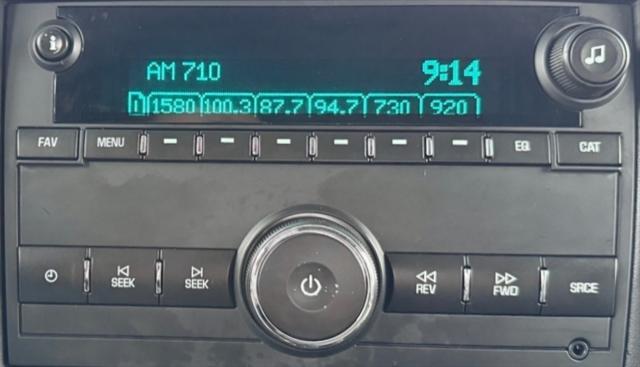 AM 710 9:14
1 1580 100.3 87.7 94.7 730 920
FAV MENU EQ CAT
SEEK SEEK REV FWD SRCE